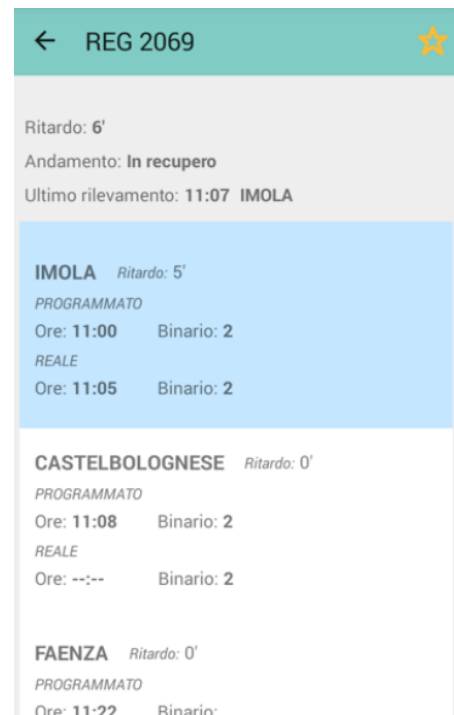 REG 2069
Ritardo: 6'
Andamento: In recupero
Ultimo rilevamento: 11:07 IMOLA
IMOLA Ritardo: 5'
PROGRAMMATO
Ore: 11:00 Binario: 2
REALE
Ore: 11:05 Binario: 2
CASTELBOLOGNESE Ritardo: 0'
PROGRAMMATO
Ore: 11:08 Binario: 2
REALE
Ore: --:-- Binario: 2
FAENZA Ritardo: 0'
PROGRAMMATO
Ore: 11:22 Binario: